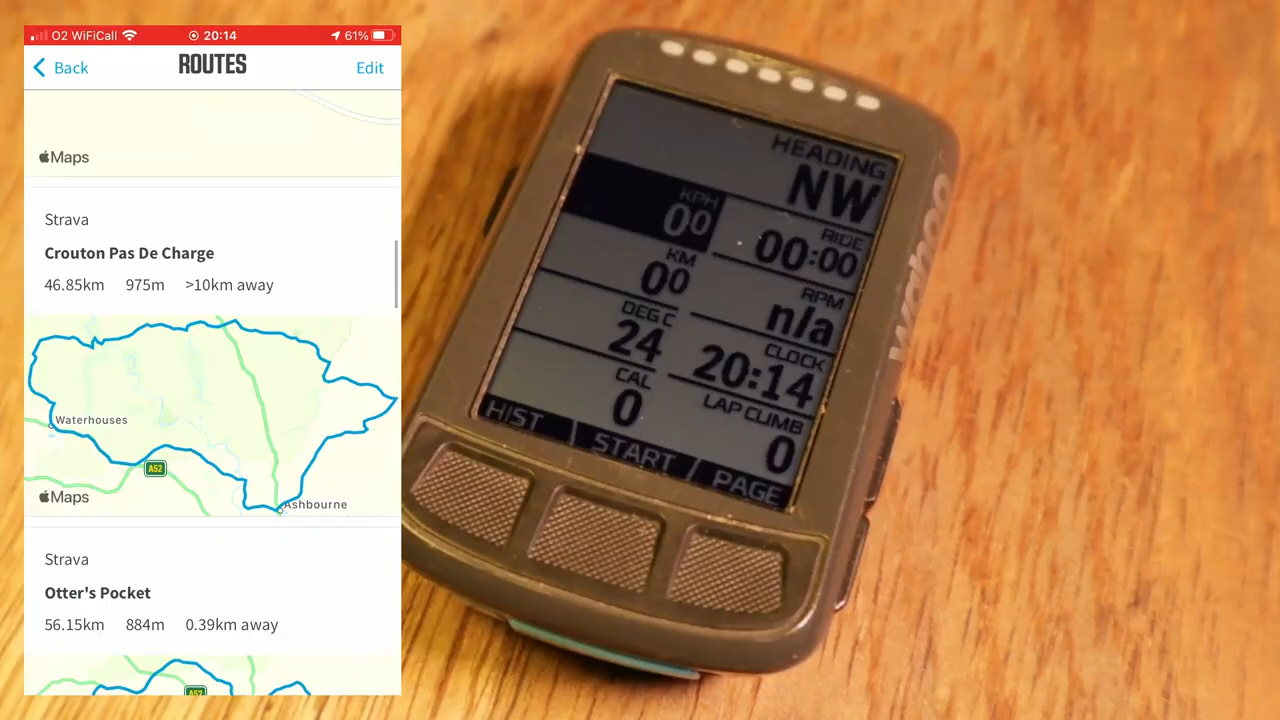 O2 WiFiCall 20:14 61%
Back ROUTES Edit
Maps
Strava
Crouton Pas De Charge
46.85km 975m >10km away
Waterhouses
A52
Maps
Ashbourne
Strava
Otter's Pocket
56.15km 884m 0.39km away
A52
HEADING
NW
KPH
00
RIDE
00:00
KM
00
RPM
n/a
DEG C
24
CLOCK
20:14
CAL
0
LAP CLIMB
0
HIST START PAGE
wahoo